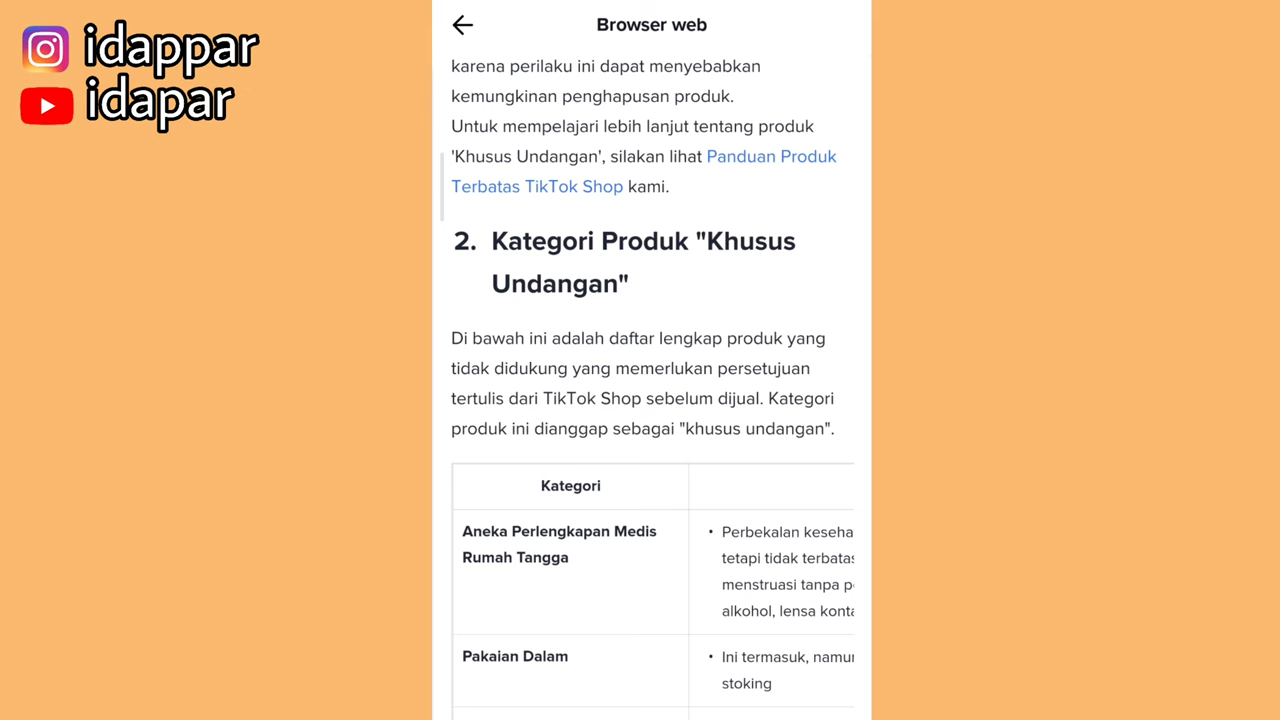 idappar
idapar
Browser web
karena perilaku ini dapat menyebabkan
kemungkinan penghapusan produk.
Untuk mempelajari lebih lanjut tentang produk
'Khusus Undangan', silakan lihat Panduan Produk
Terbatas TikTok Shop kami.
2. Kategori Produk "Khusus
Undangan"
Di bawah ini adalah daftar lengkap produk yang
tidak didukung yang memerlukan persetujuan
tertulis dari TikTok Shop sebelum dijual. Kategori
produk ini dianggap sebagai "khusus undangan".
Kategori
Aneka Perlengkapan Medis
Rumah Tangga
• Perbekalan keseha
tetapi tidak terbatas
menstruasi tanpa p
alkohol, lensa konta
Pakaian Dalam
• Ini termasuk, namu
stoking